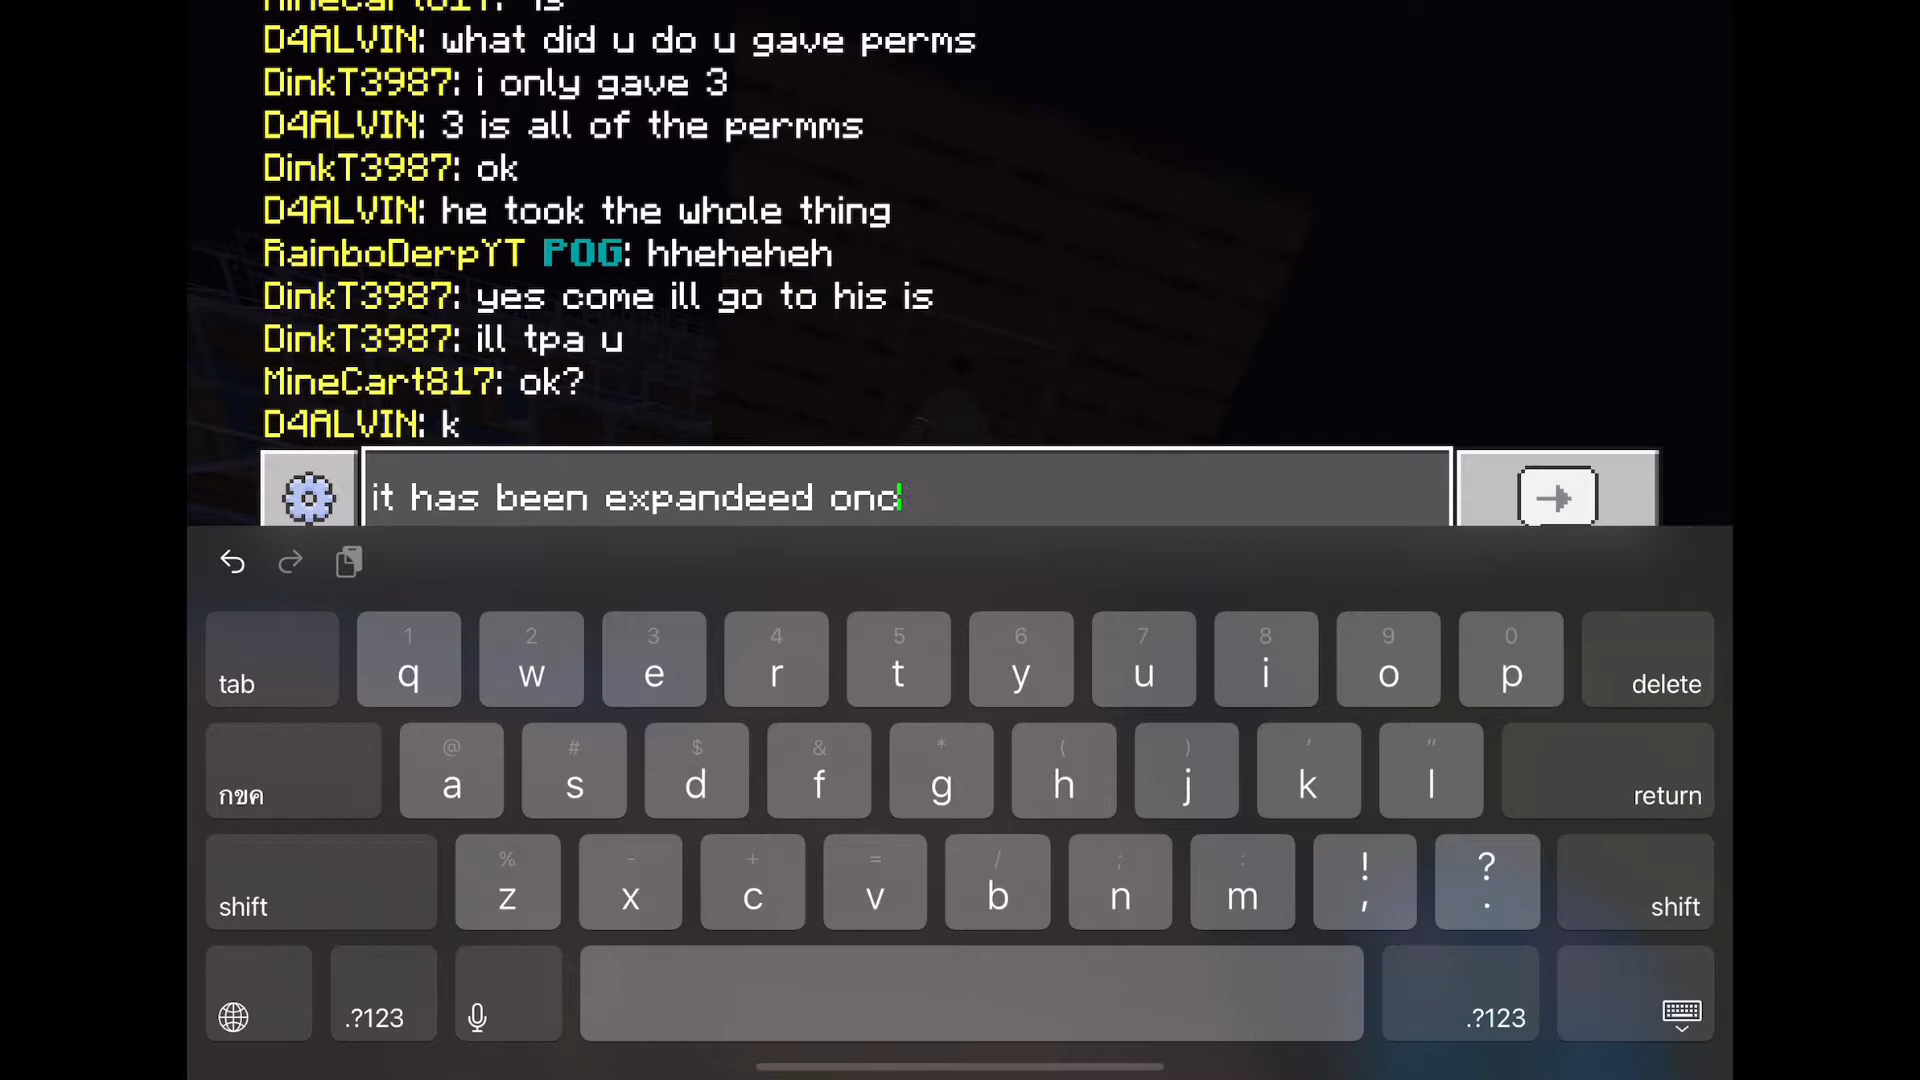 MineCart817: is
D4ALVIN: what did u do u gave perms
DinkT3987: i only gave 3
D4ALVIN: 3 is all of the permms
DinkT3987: ok
D4ALVIN: he took the whole thing
RainboDerpYT POG: hheheheh
DinkT3987: yes come ill go to his is
DinkT3987: ill tpa u
MineCart817: ok?
D4ALVIN: k
it has been expandeed onc
1 2 3 4 5 6 7 8 9 0
tab q w e r t y u i o p delete
@ # $ & * ( ) ' "
กขค a s d f g h j k l return
% - + = / ; : ! ?
shift z x c v b n m , . shift
.?123 .?123